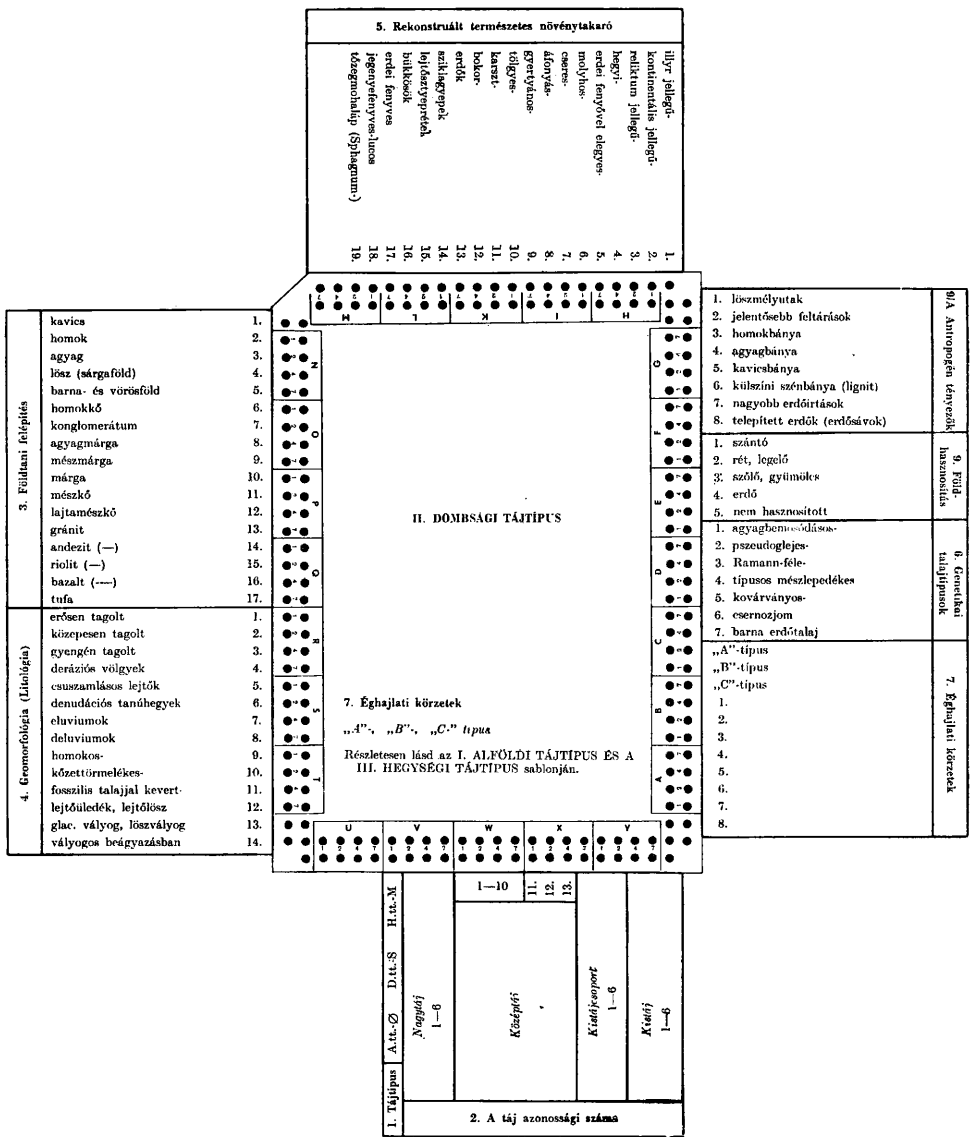 5. Rekonstruált természetes növénytakaró
illyr jellegű- 1.
kontinentális jellegű- 2.
reliktum jellegű- 3.
hegyi- 4.
erdei fenyővel elegyes- 5.
molyhos- 6.
cseres- 7.
áfonyás- 8.
gyertyános- 9.
tölgyes- 10.
karszt- 11.
bokor- 12.
erdők 13.
sziklagyepek 14.
lejtősztyeprétek 15.
bükkösök 16.
erdei fenyves 17.
jegenyefenyves-lucos 18.
tőzegmohaláp (Sphagnum-) 19.
3. Földtani felépítés
kavics 1.
homok 2.
agyag 3.
lösz (sárgaföld) 4.
barna- és vörösföld 5.
homokkő 6.
konglomerátum 7.
agyagmárga 8.
mészmárga 9.
márga 10.
mészkő 11.
lajtamészkő 12.
gránit 13.
andezit (—) 14.
riolit (—) 15.
bazalt (—) 16.
tufa 17.
4. Geomorfológia (Litológia)
erősen tagolt 1.
közepesen tagolt 2.
gyengén tagolt 3.
deráziós völgyek 4.
csuszamlásos lejtők 5.
denudációs tanúhegyek 6.
eluviumok 7.
deluviumok 8.
homokos- 9.
kőzettörmelékes- 10.
fosszilis talajjal kevert- 11.
lejtőüledék, lejtőlösz 12.
glac. vályog, löszvályog 13.
vályogos beágyazásban 14.
M L K I H
N O P Q R S T
G F E D C B A
U V W X Y
II. DOMBSÁGI TÁJTÍPUS
7. Éghajlati körzetek
„A"-, „B"-, „C-" típus
Részletesen lásd az I. ALFÖLDI TÁJTÍPUS ÉS A
III. HEGYSÉGI TÁJTÍPUS sablonján.
9/A Antropogén tényezők
1. löszmélyutak
2. jelentősebb feltárások
3. homokbánya
4. agyagbánya
5. kavicsbánya
6. külszíni szénbánya (lignit)
7. nagyobb erdőirtások
8. telepített erdők (erdősávok)
9. Föld-
hasznosítás
1. szántó
2. rét, legelő
3. szőlő, gyümölcs
4. erdő
5. nem hasznosított
6. Genetikai
talajtípusok
1. agyagbemosódásos-
2. pszeudoglejes-
3. Ramann-féle-
4. típusos mészlepedékes
5. kovárványos-
6. csernozjom
7. barna erdőtalaj
7. Éghajlati körzetek
„A"-típus
„B"-típus
„C"-típus
1.
2.
3.
4.
5.
6.
7.
8.
1. Tájtípus A.tt.-Ø D.tt.:S H.tt.-M
Nagytáj
1—6
1—10
11.
12.
13.
Középtáj
Kistájcsoport
1—6
Kistáj
1—6
2. A táj azonossági száma